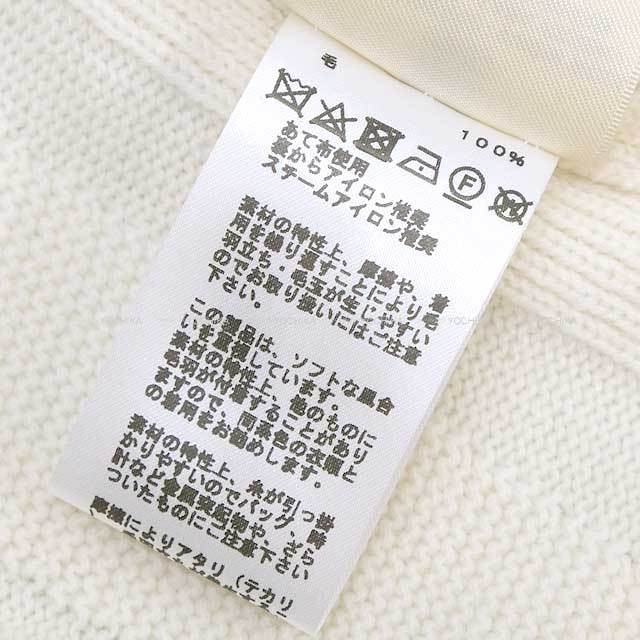 毛
100%
F
あて布使用
裏からアイロン推奨
スチームアイロン推奨
素材の特性上、摩擦や、着
用を繰り返すことにより毛
羽立ち・毛玉が生じやすい
のでお取り扱いにはご注意
下さい。
この製品は、ソフトな風合
いを重視しています。
素材の特性上、他のものに
毛羽が付着することがあり
ますので、同素色の衣類と
の着用をお勧めします。
素材の特性上、糸が引っ掛
かりやすいのでバッグ、時
計など金属装飾物や、ざら
ついたものにご注意下さい
摩擦によりアタリ（テカリ
YOCHIKA